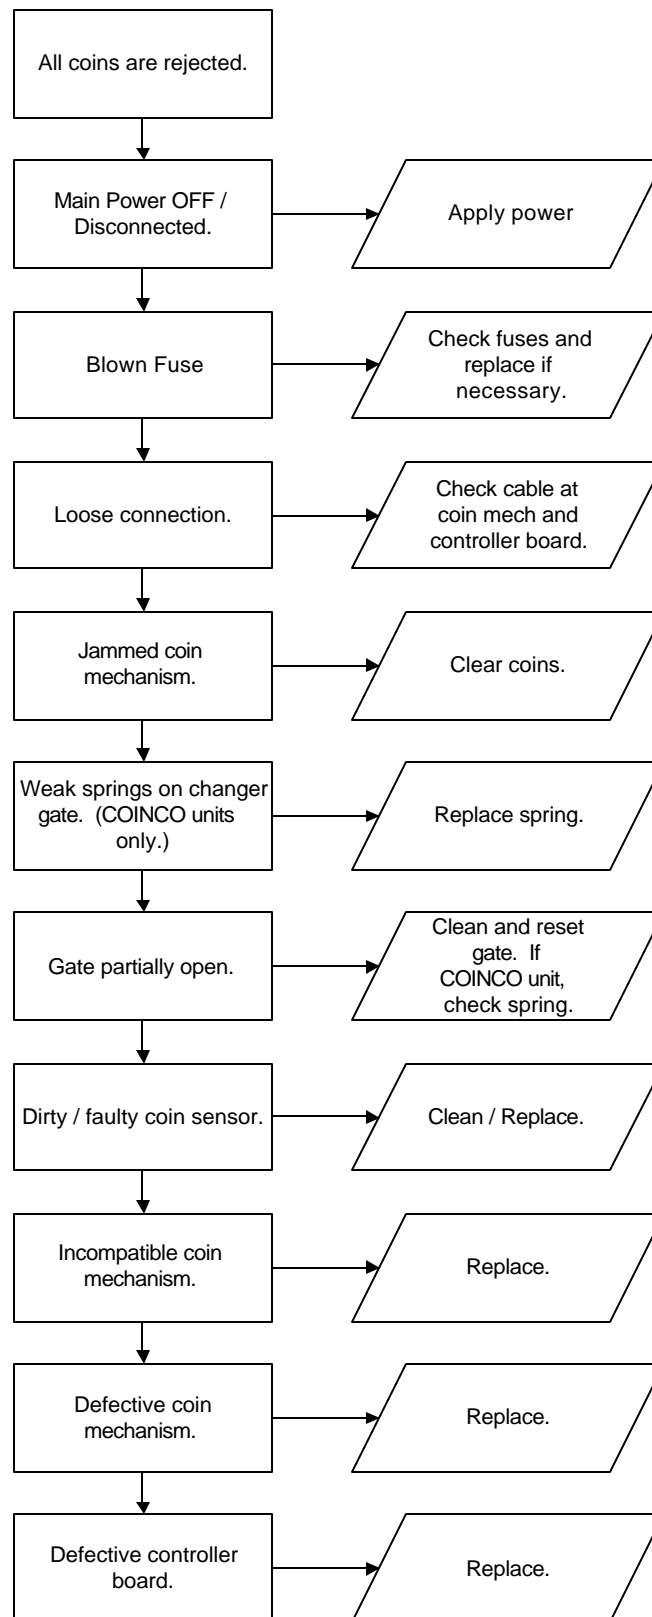 All coins are rejected.
Main Power OFF /
Disconnected.
Apply power
Blown Fuse
Check fuses and
replace if
necessary.
Loose connection.
Check cable at
coin mech and
controller board.
Jammed coin
mechanism.
Clear coins.
Weak springs on changer
gate.  (COINCO units
only.)
Replace spring.
Gate partially open.
Clean and reset
gate.  If
COINCO unit,
check spring.
Dirty / faulty coin sensor.
Clean / Replace.
Incompatible coin
mechanism.
Replace.
Defective coin
mechanism.
Replace.
Defective controller
board.
Replace.